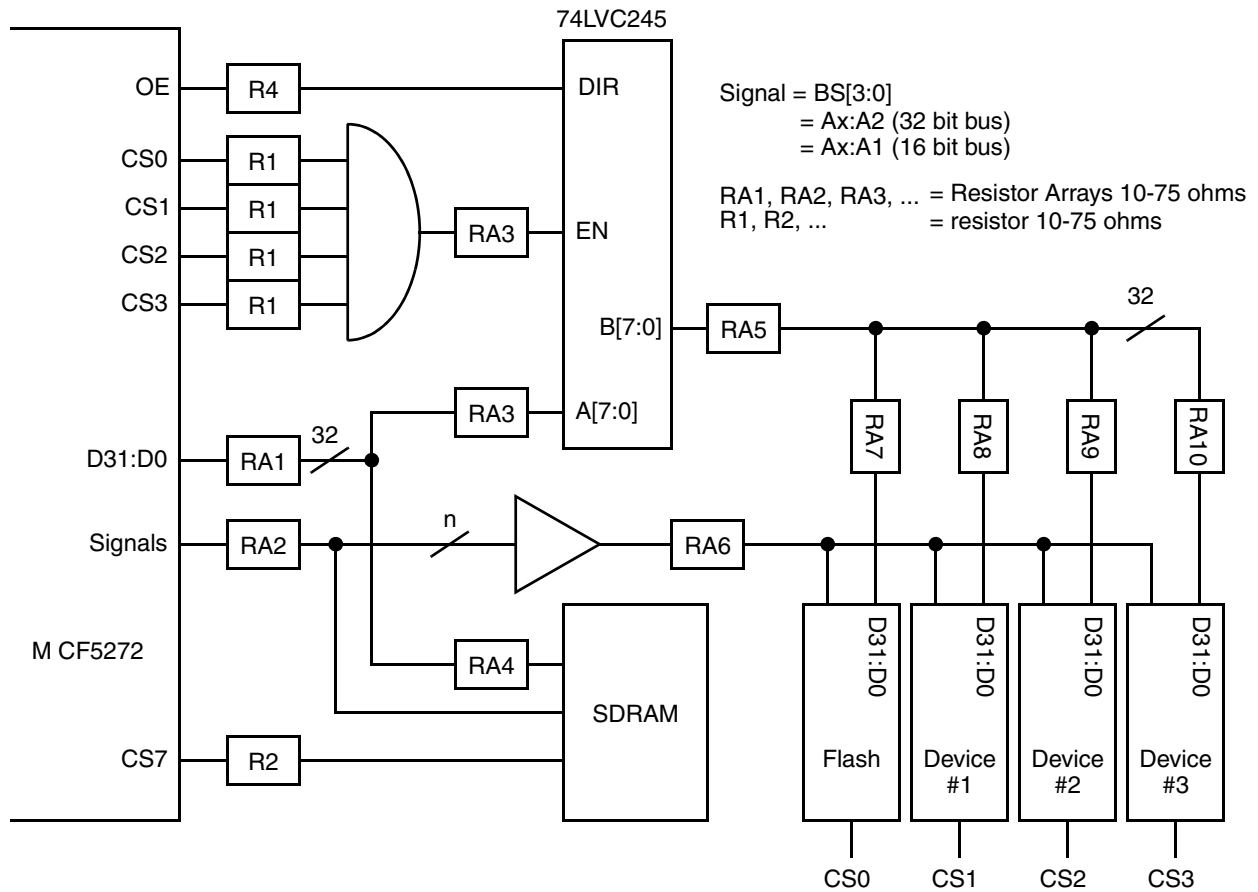 74LVC245
OE
R4
DIR
Signal = BS[3:0]
= Ax:A2 (32 bit bus)
= Ax:A1 (16 bit bus)
CS0
R1
CS1
R1
CS2
R1
CS3
R1
RA3
EN
RA1, RA2, RA3, ... = Resistor Arrays 10-75 ohms
R1, R2, ... = resistor 10-75 ohms
B[7:0]
RA5
32
RA3
A[7:0]
RA7
RA8
RA9
RA10
D31:D0
RA1
32
Signals
RA2
n
RA6
M CF5272
RA4
SDRAM
CS7
R2
D31:D0
D31:D0
D31:D0
D31:D0
Flash
Device
#1
Device
#2
Device
#3
CS0
CS1
CS2
CS3